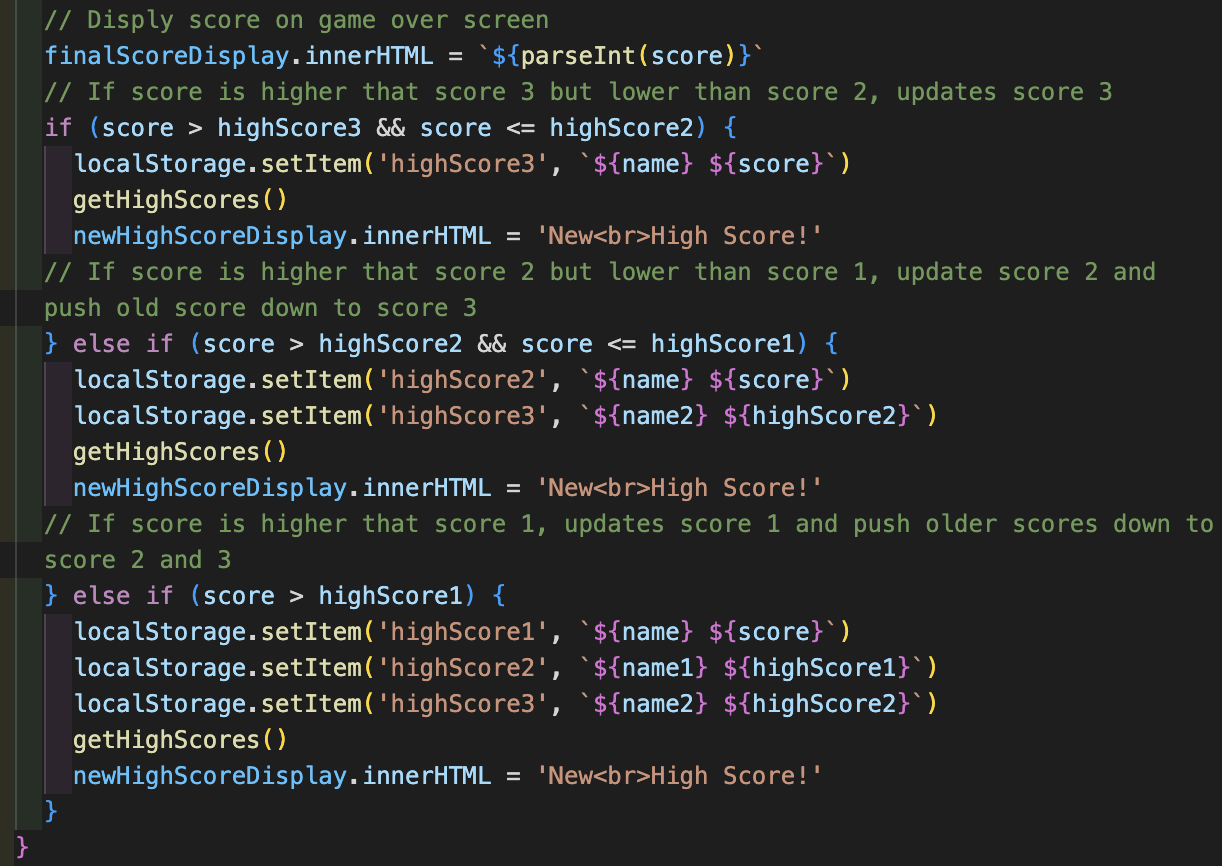 // Disply score on game over screen
finalScoreDisplay.innerHTML = `${parseInt(score)}`
// If score is higher that score 3 but lower than score 2, updates score 3
if (score > highScore3 && score <= highScore2) {
localStorage.setItem('highScore3', `${name} ${score}`)
getHighScores()
newHighScoreDisplay.innerHTML = 'New<br>High Score!'
// If score is higher that score 2 but lower than score 1, update score 2 and
push old score down to score 3
} else if (score > highScore2 && score <= highScore1) {
localStorage.setItem('highScore2', `${name} ${score}`)
localStorage.setItem('highScore3', `${name2} ${highScore2}`)
getHighScores()
newHighScoreDisplay.innerHTML = 'New<br>High Score!'
// If score is higher that score 1, updates score 1 and push older scores down to
score 2 and 3
} else if (score > highScore1) {
localStorage.setItem('highScore1', `${name} ${score}`)
localStorage.setItem('highScore2', `${name1} ${highScore1}`)
localStorage.setItem('highScore3', `${name2} ${highScore2}`)
getHighScores()
newHighScoreDisplay.innerHTML = 'New<br>High Score!'
}
}